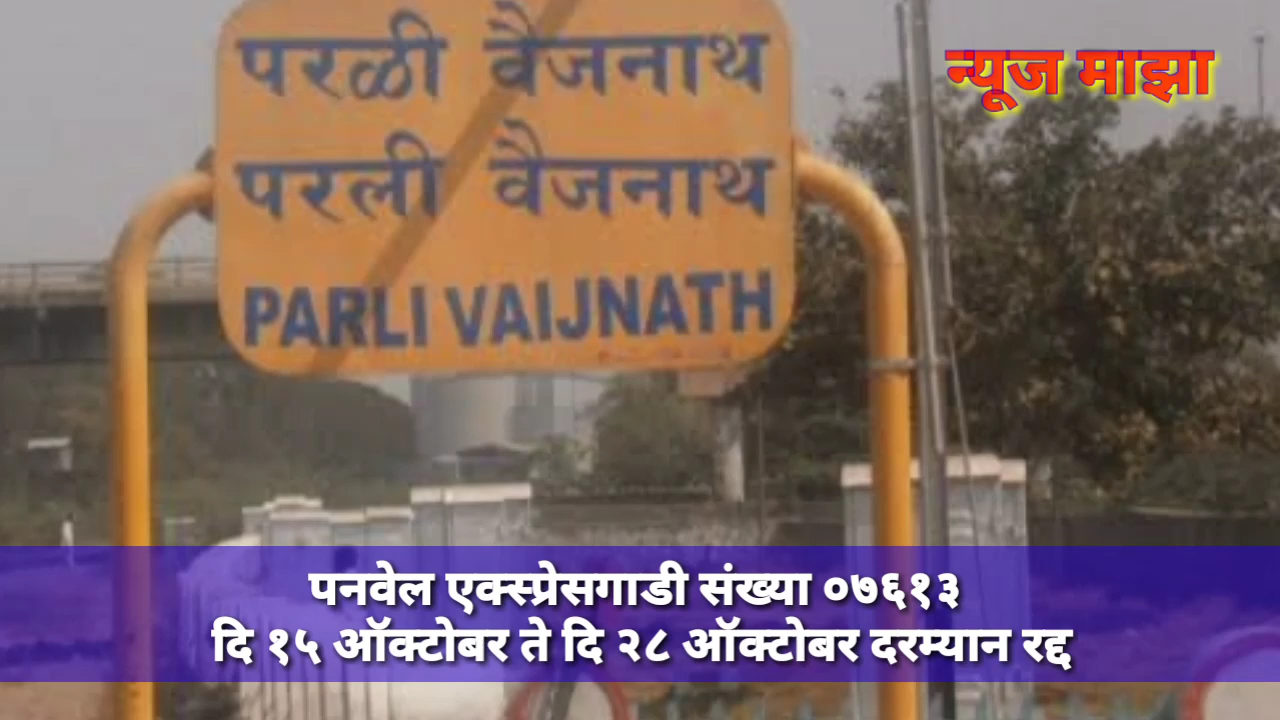 परळी वैजनाथ
न्यूज माझा
परली वैजनाथ
PARLI VAIJNATH
पनवेल एक्स्प्रेसगाडी संख्या ०७६१३
दि १५ ऑक्टोबर ते दि २८ ऑक्टोबर दरम्यान रद्द